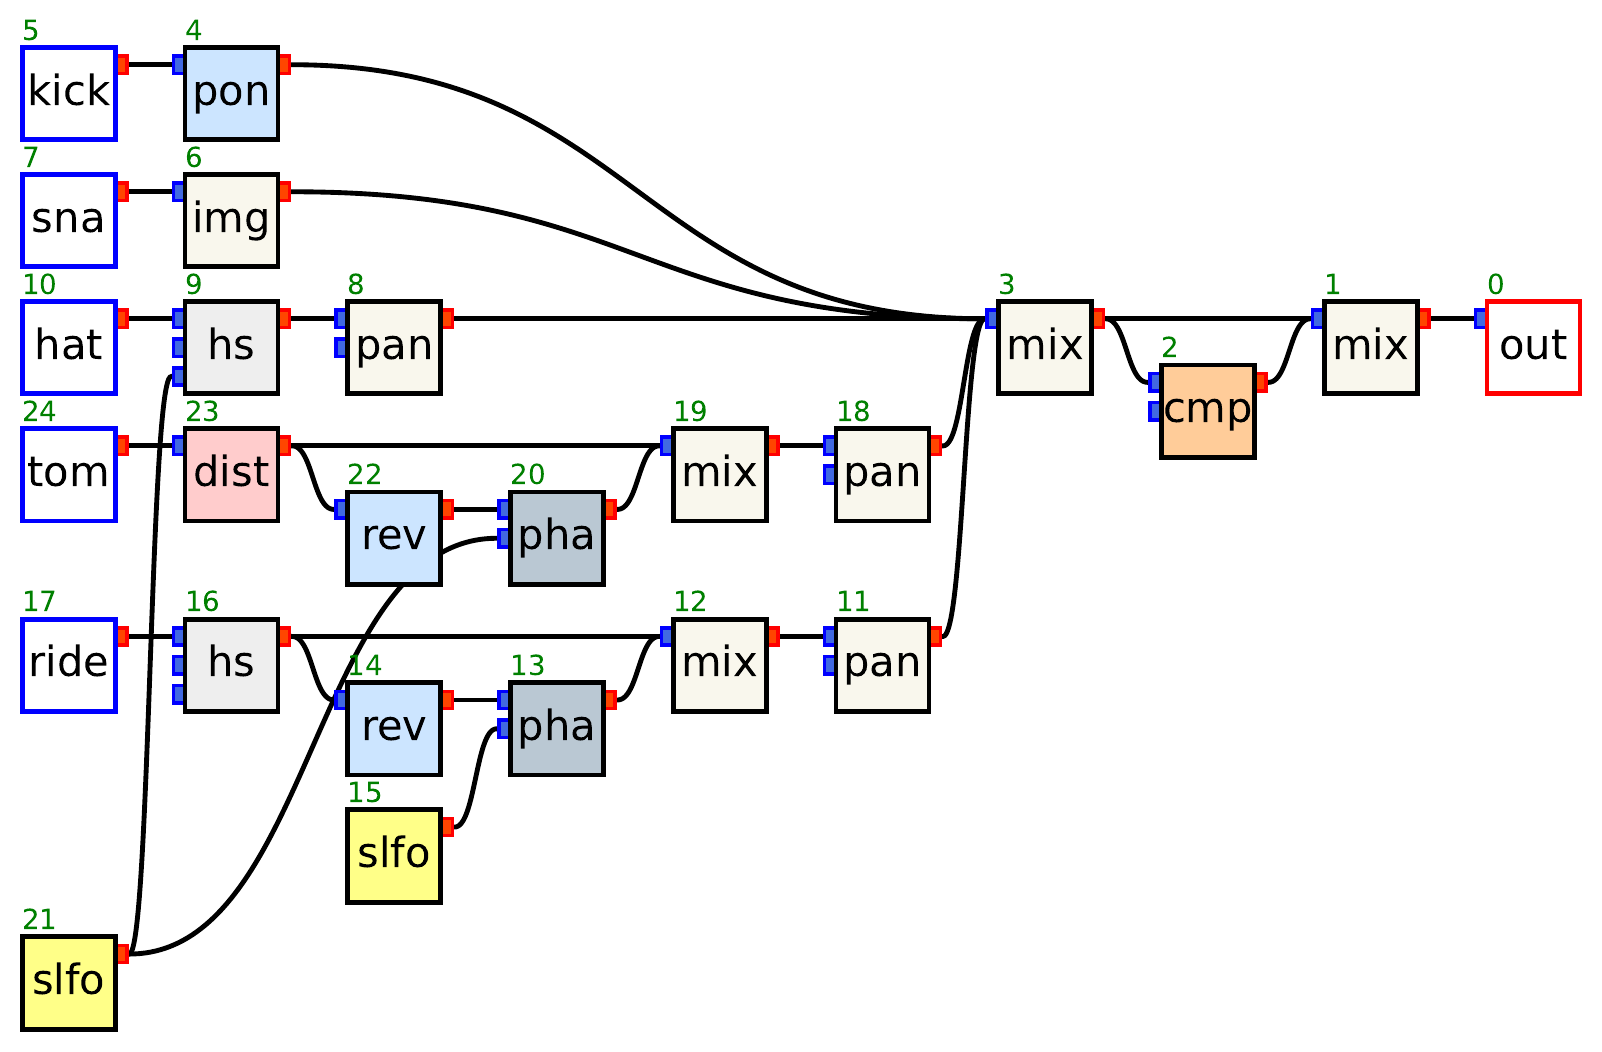 5 4
kick pon
7 6
sna img
10 9 8 3 1 0
hat hs pan mix mix out
2
cmp
24 23 19 18
tom dist mix pan
22 20
rev pha
17 16 12 11
ride hs mix pan
14 13
rev pha
15
slfo
21
slfo